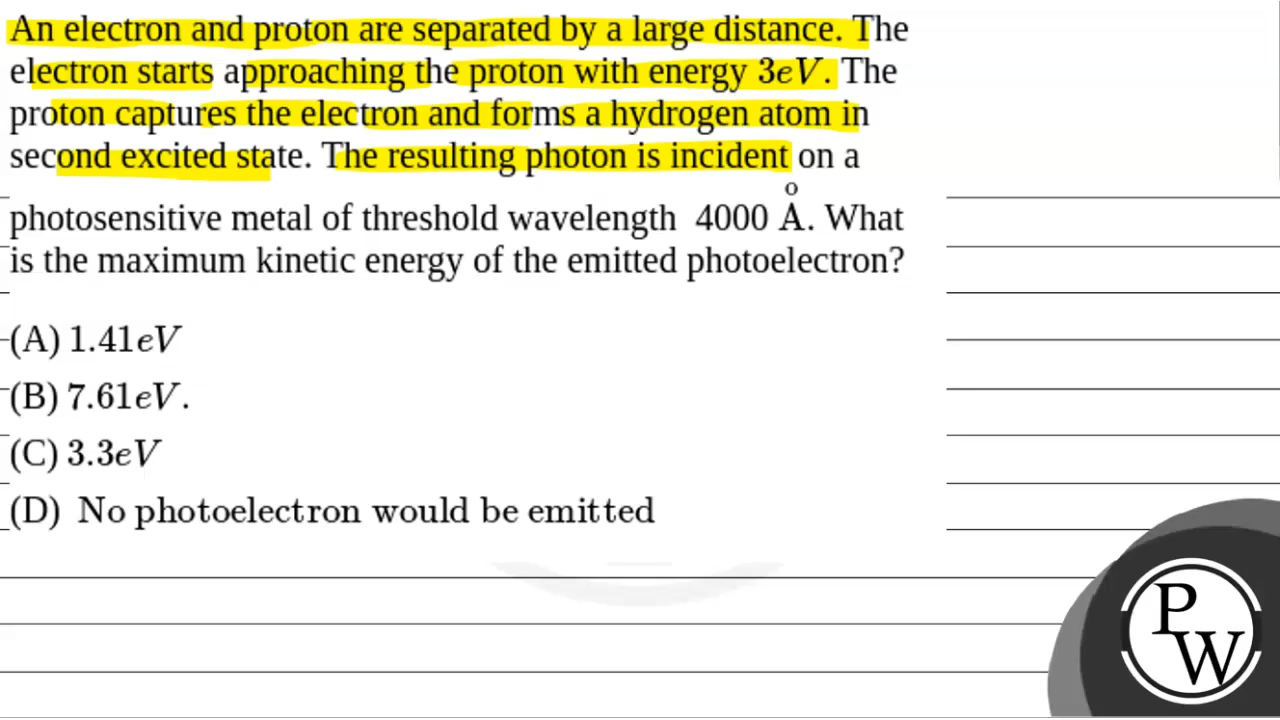 An electron and proton are separated by a large distance. The
electron starts approaching the proton with energy 3eV. The
proton captures the electron and forms a hydrogen atom in
second excited state. The resulting photon is incident on a
photosensitive metal of threshold wavelength 4000 Å. What
is the maximum kinetic energy of the emitted photoelectron?
(A) 1.41eV
(B) 7.61eV.
(C) 3.3eV
(D) No photoelectron would be emitted
PW